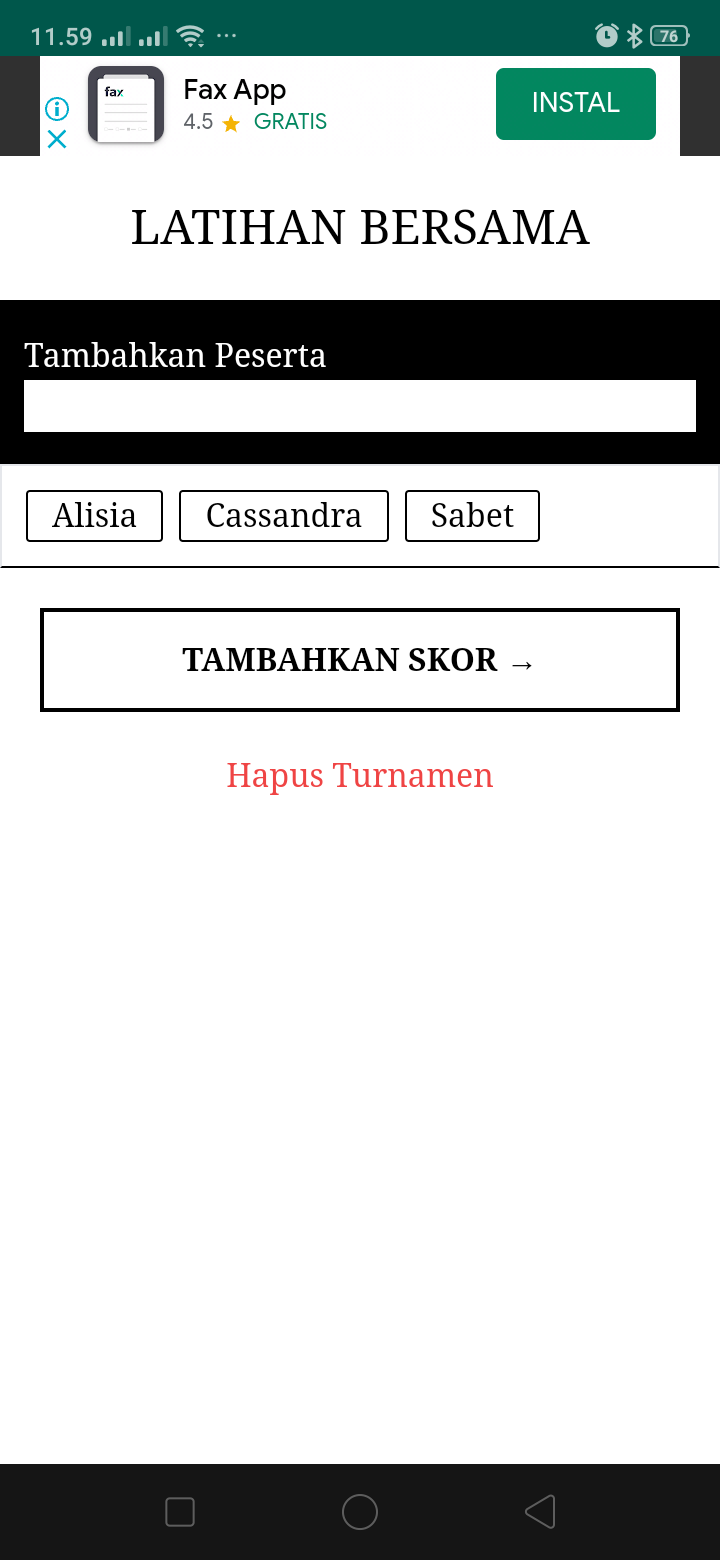 11.59
76
fax
Fax App
4.5 ★ GRATIS
INSTAL
LATIHAN BERSAMA
Tambahkan Peserta
Alisia Cassandra Sabet
TAMBAHKAN SKOR →
Hapus Turnamen